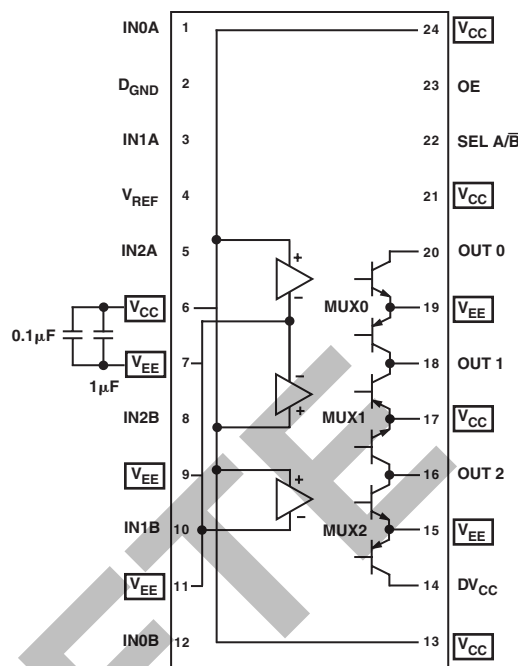 IN0A 1 24 VCC
DGND 2 23 OE
IN1A 3 22 SEL A/B̅
VREF 4 21 VCC
IN2A 5 20 OUT 0
+
−
MUX0
VCC 6 19 VEE
0.1μF
1μF
VEE 7 18 OUT 1
−
+
IN2B 8 MUX1 17 VCC
VEE 9 16 OUT 2
+
−
IN1B 10 MUX2 15 VEE
VEE 11 14 DVCC
IN0B 12 13 VCC